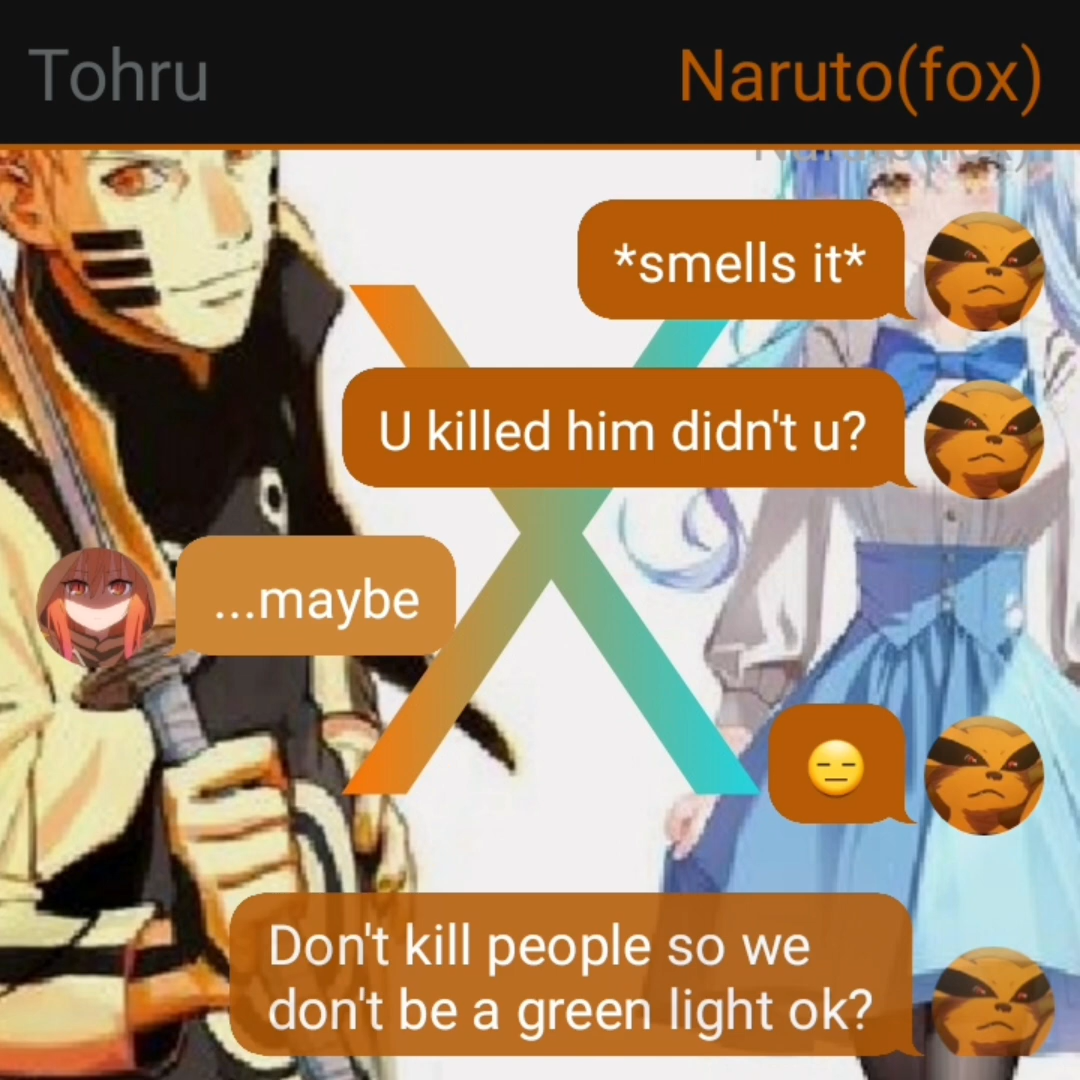 Tohru Naruto(fox)
*smells it*
U killed him didn't u?
...maybe
Don't kill people so we
don't be a green light ok?